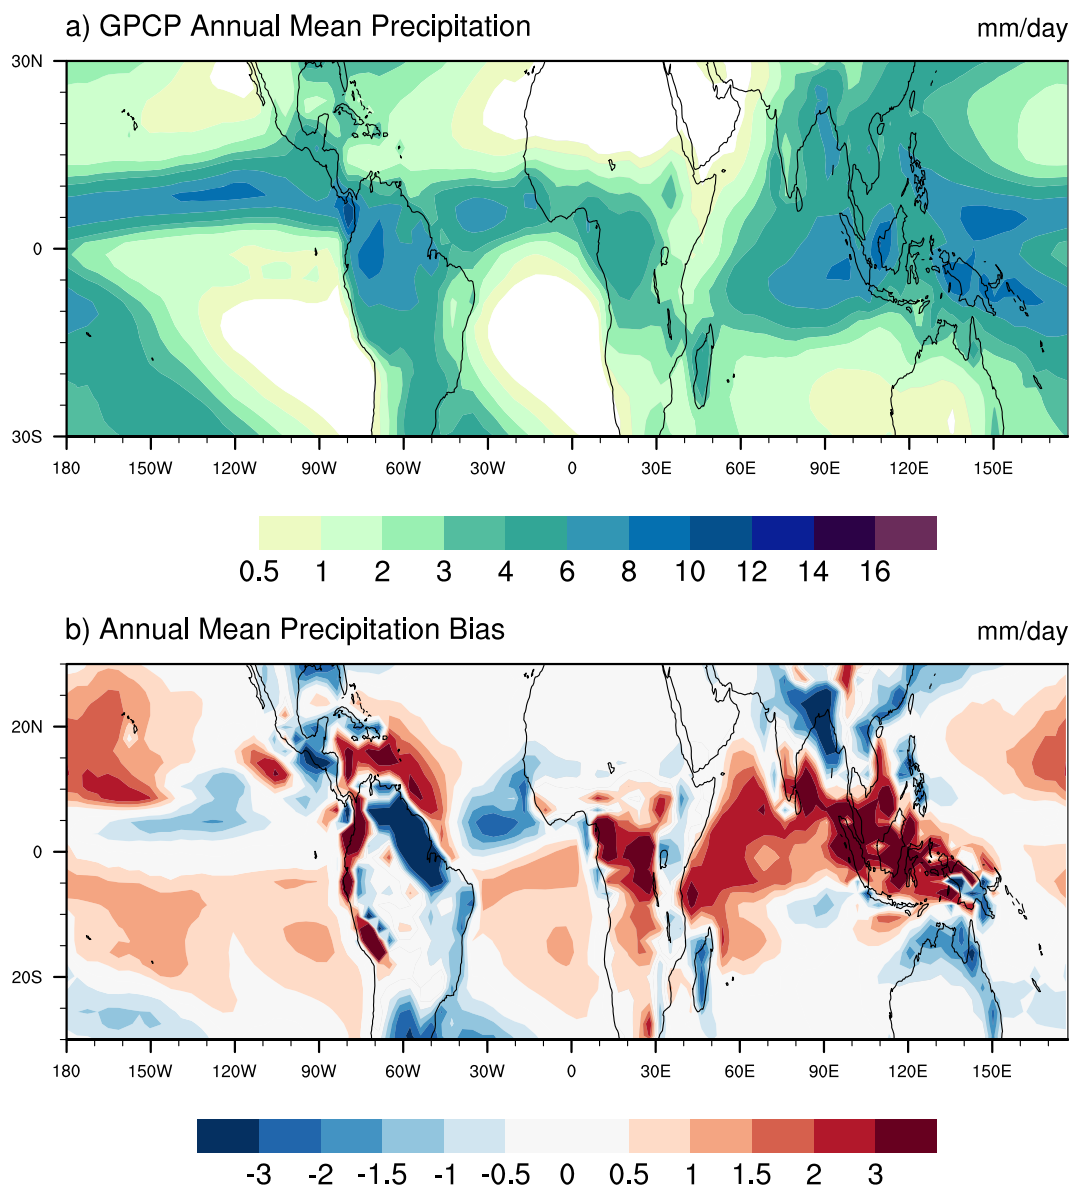 a) GPCP Annual Mean Precipitation mm/day
30N
0
30S
180 150W 120W 90W 60W 30W 0 30E 60E 90E 120E 150E
0.5 1 2 3 4 6 8 10 12 14 16
b) Annual Mean Precipitation Bias mm/day
20N
0
20S
180 150W 120W 90W 60W 30W 0 30E 60E 90E 120E 150E
-3 -2 -1.5 -1 -0.5 0 0.5 1 1.5 2 3